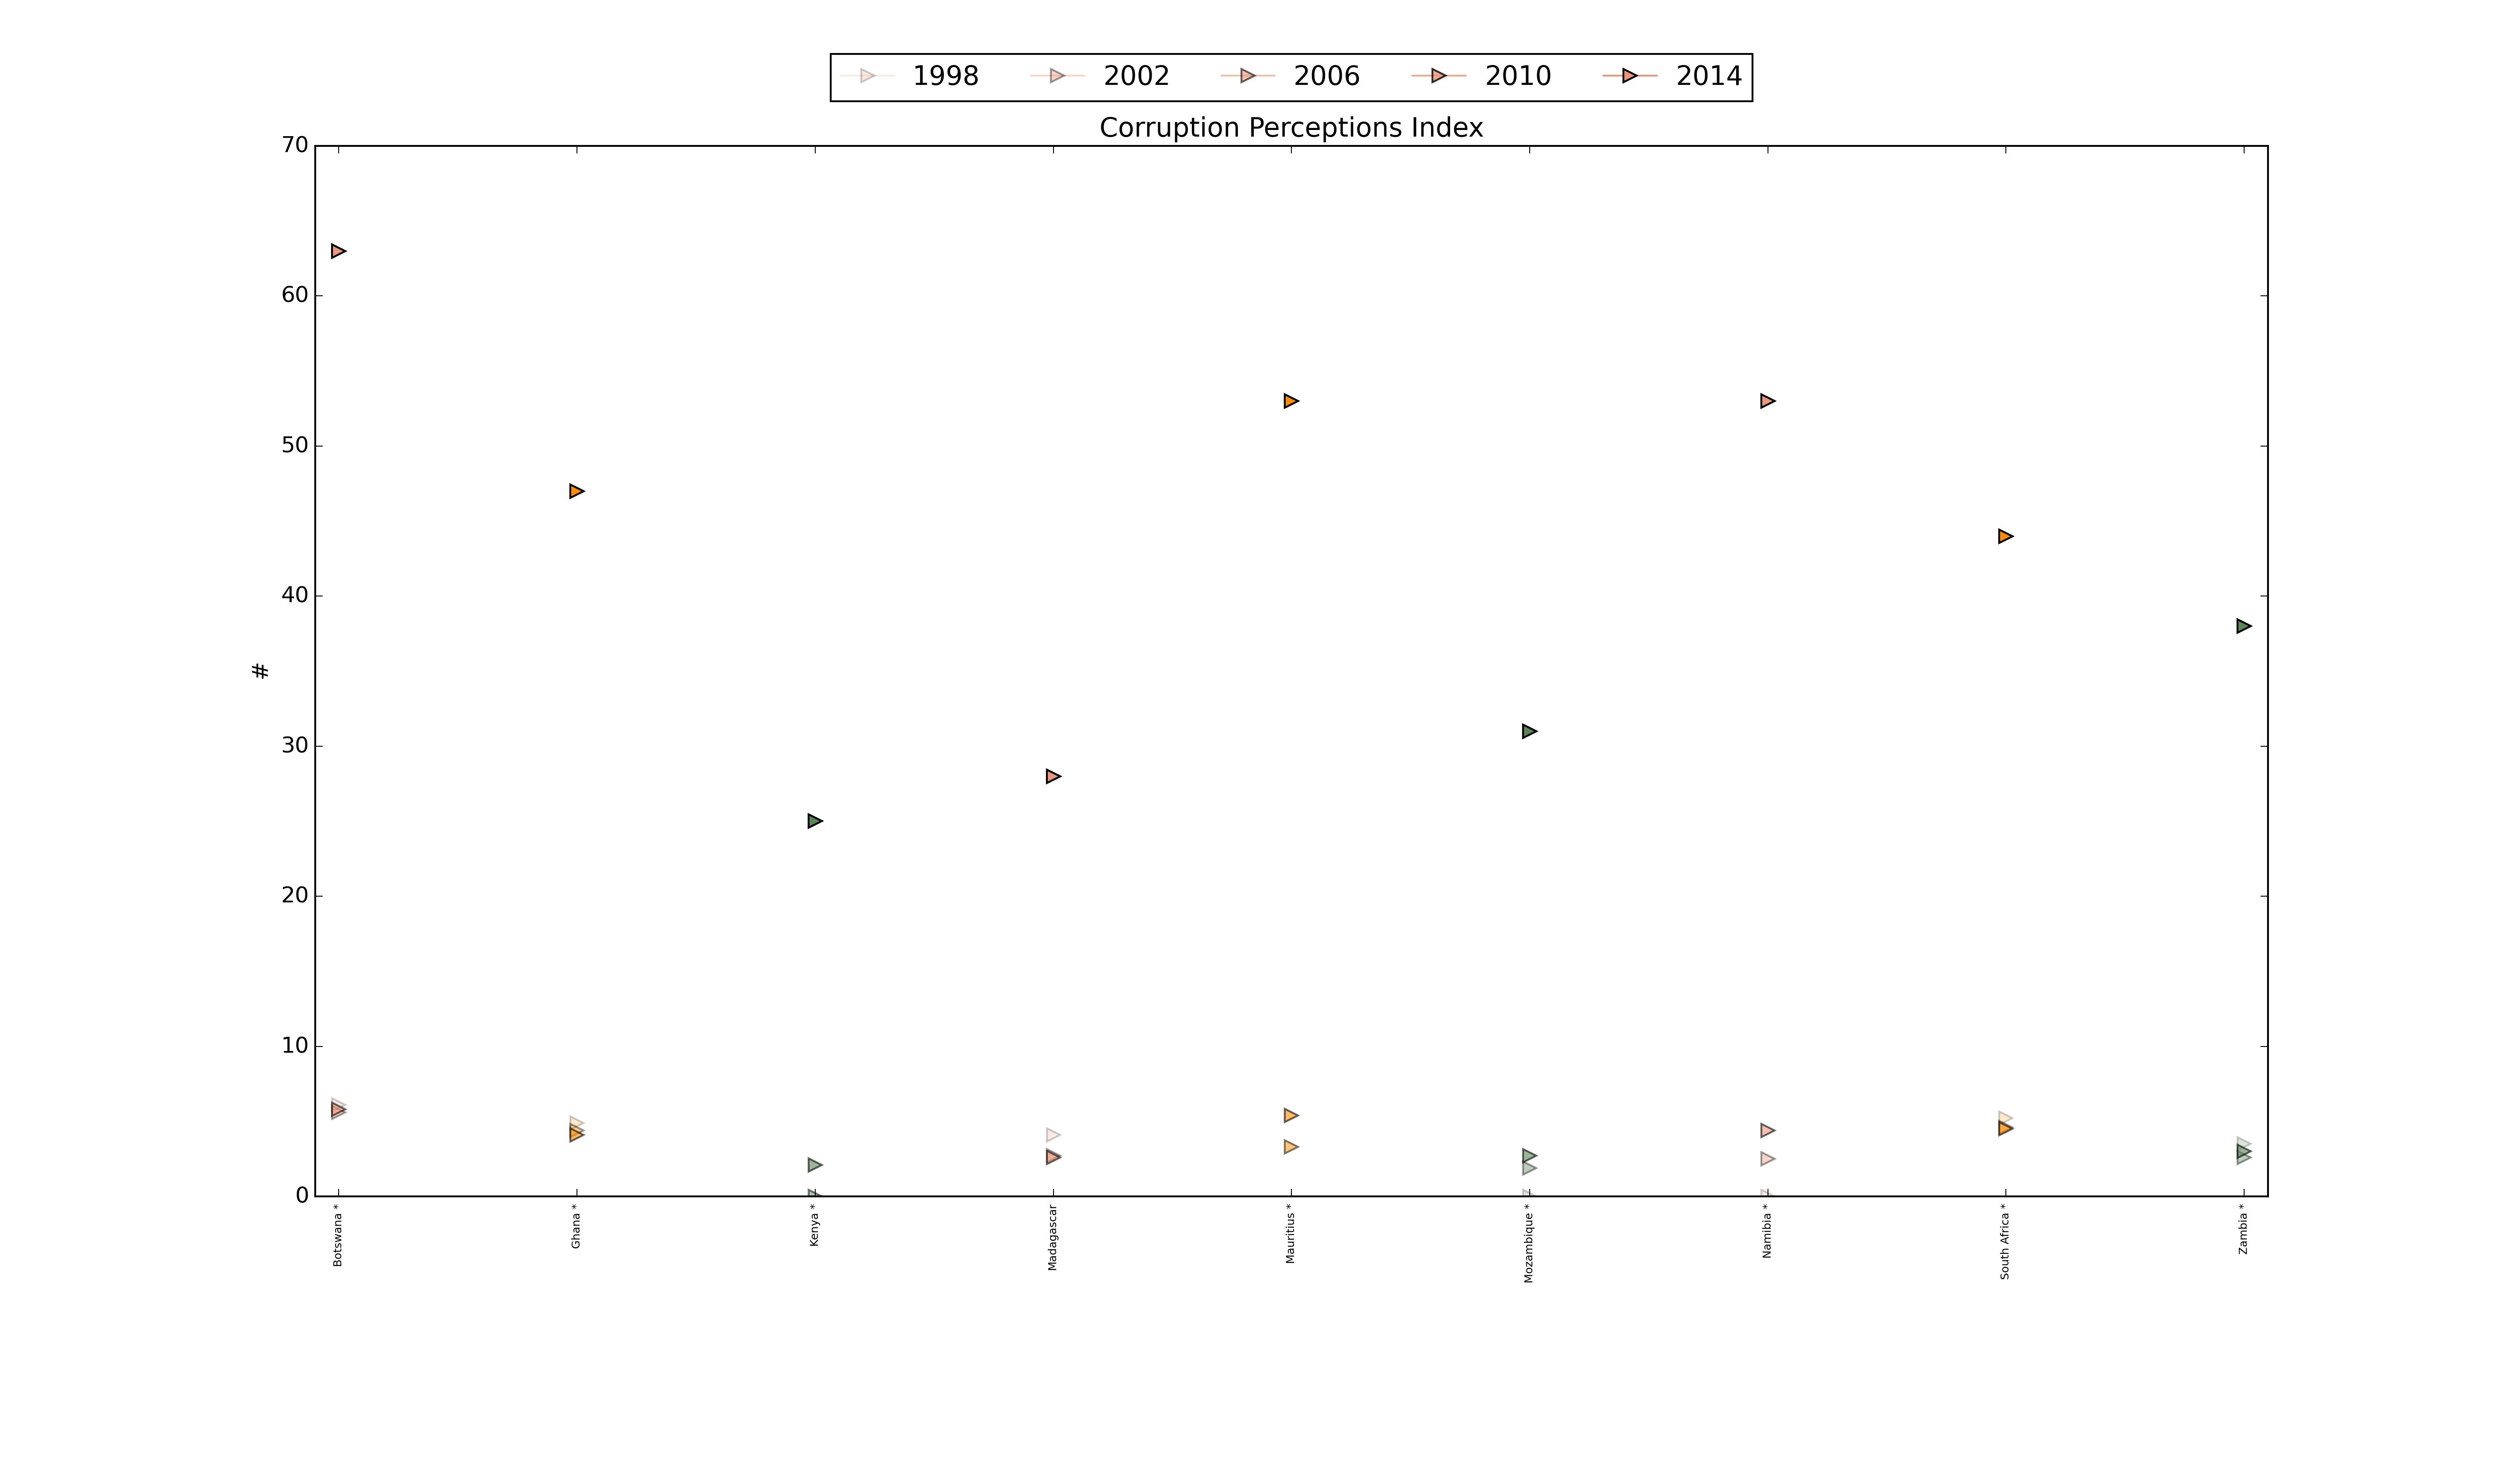 1998 2002 2006 2010 2014
Corruption Perceptions Index
70
60
50
40
30
20
10
0
#
Botswana *
Ghana *
Kenya *
Madagascar
Mauritius *
Mozambique *
Namibia *
South Africa *
Zambia *